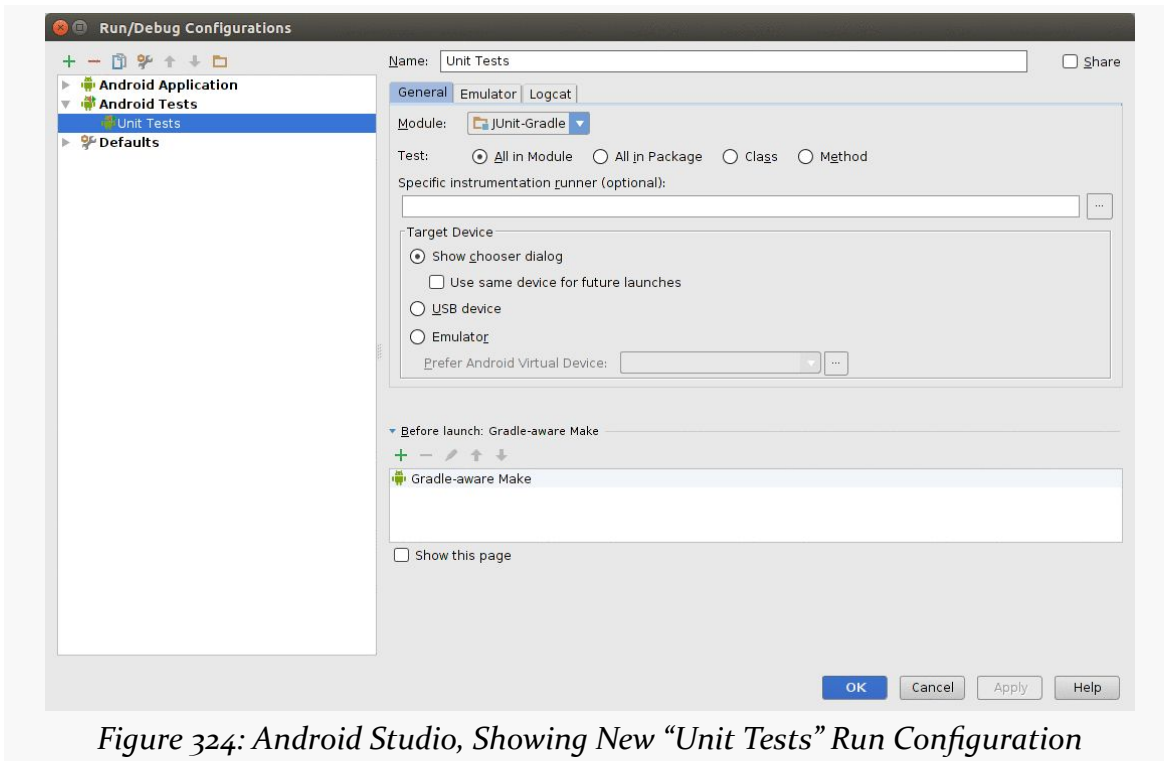 Run/Debug Configurations
Name: Unit Tests
Share
Android Application
Android Tests
Unit Tests
Defaults
General Emulator Logcat
Module: JUnit-Gradle
Test: All in Module All in Package Class Method
Specific instrumentation runner (optional):
...
Target Device
Show chooser dialog
Use same device for future launches
USB device
Emulator
Prefer Android Virtual Device: ...
Before launch: Gradle-aware Make
Gradle-aware Make
Show this page
OK Cancel Apply Help
Figure 324: Android Studio, Showing New “Unit Tests” Run Configuration